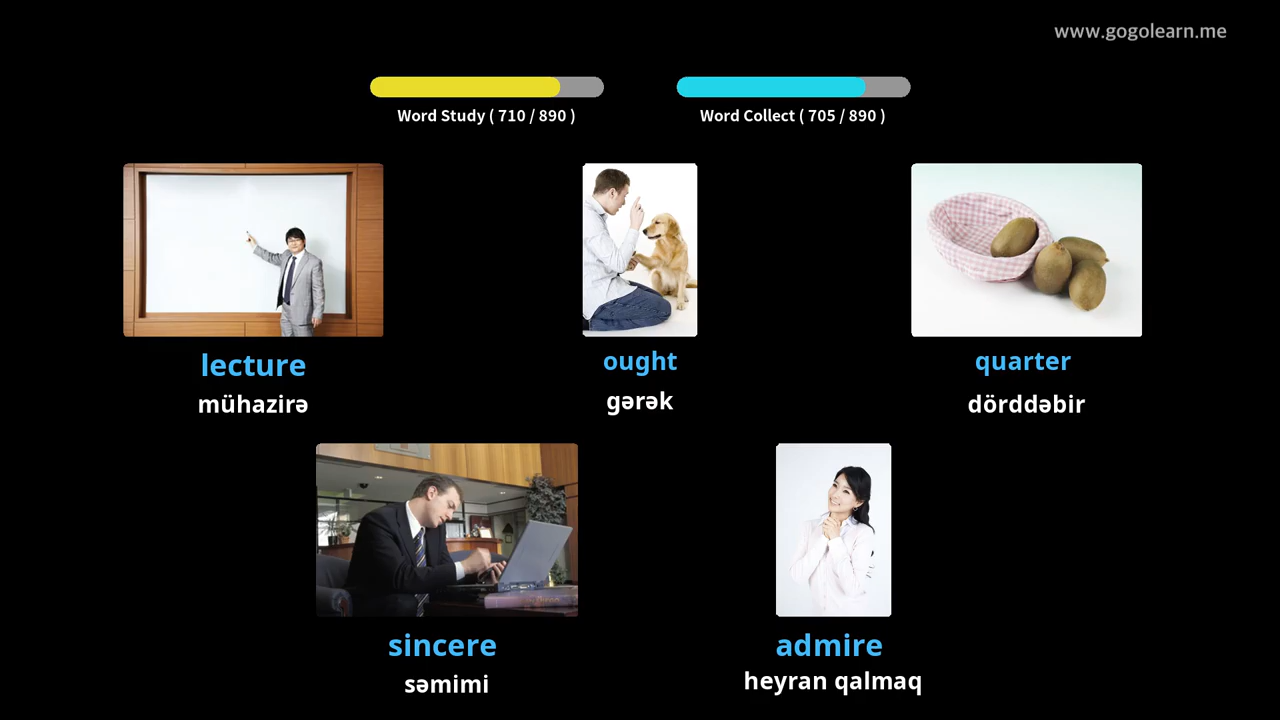 www.gogolearn.me
Word Study ( 710 / 890 )
Word Collect ( 705 / 890 )
lecture
mühazirə
ought
gərək
quarter
dörddəbir
sincere
səmimi
admire
heyran qalmaq